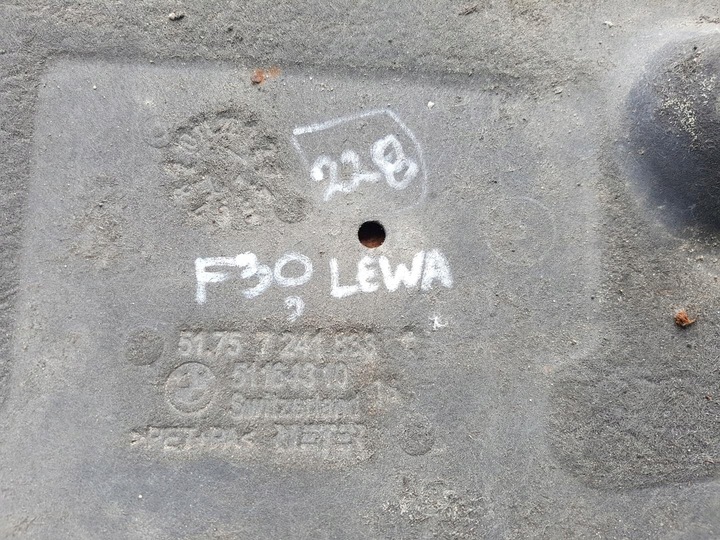 228
F30, LEWA
51.75 7 241 833
Switzerland
>PET+PA<